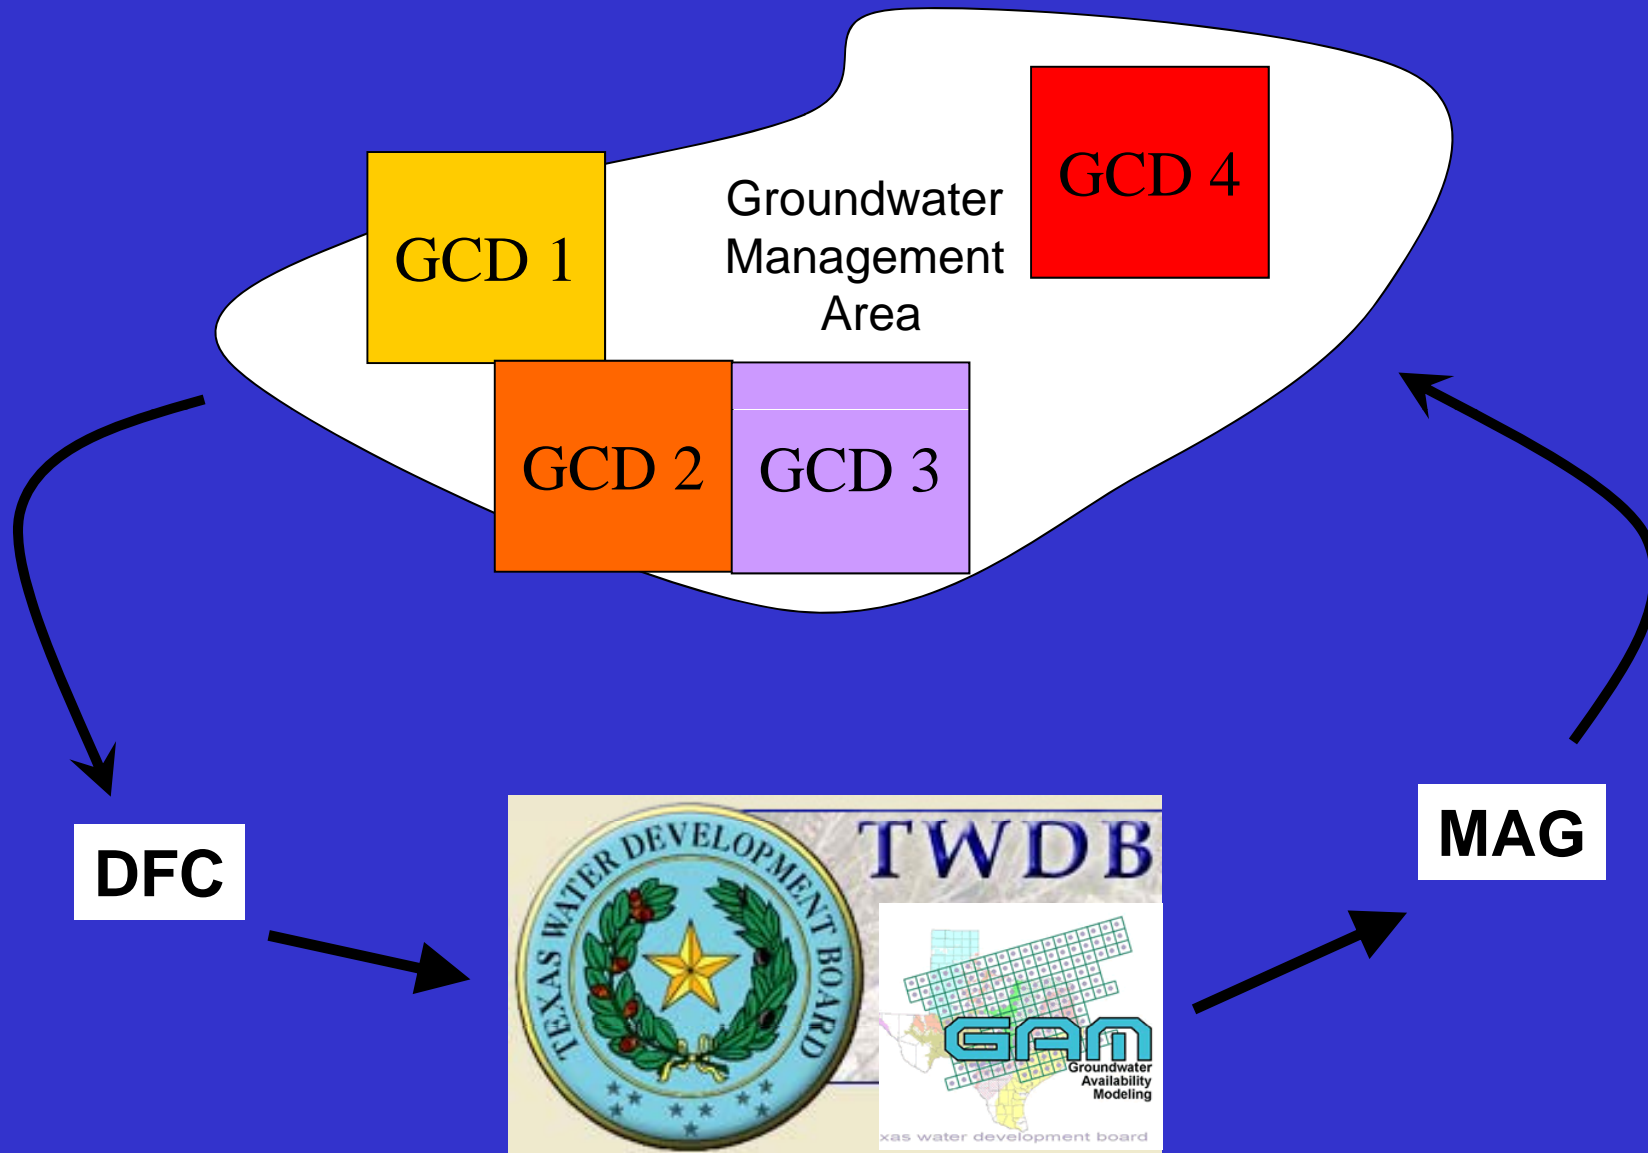 GCD 4
Groundwater
Management
Area
GCD 1
GCD 2
GCD 3
DFC
MAG
TEXAS WATER DEVELOPMENT BOARD
TWDB
GAM
Groundwater
Availability
Modeling
xas water development board